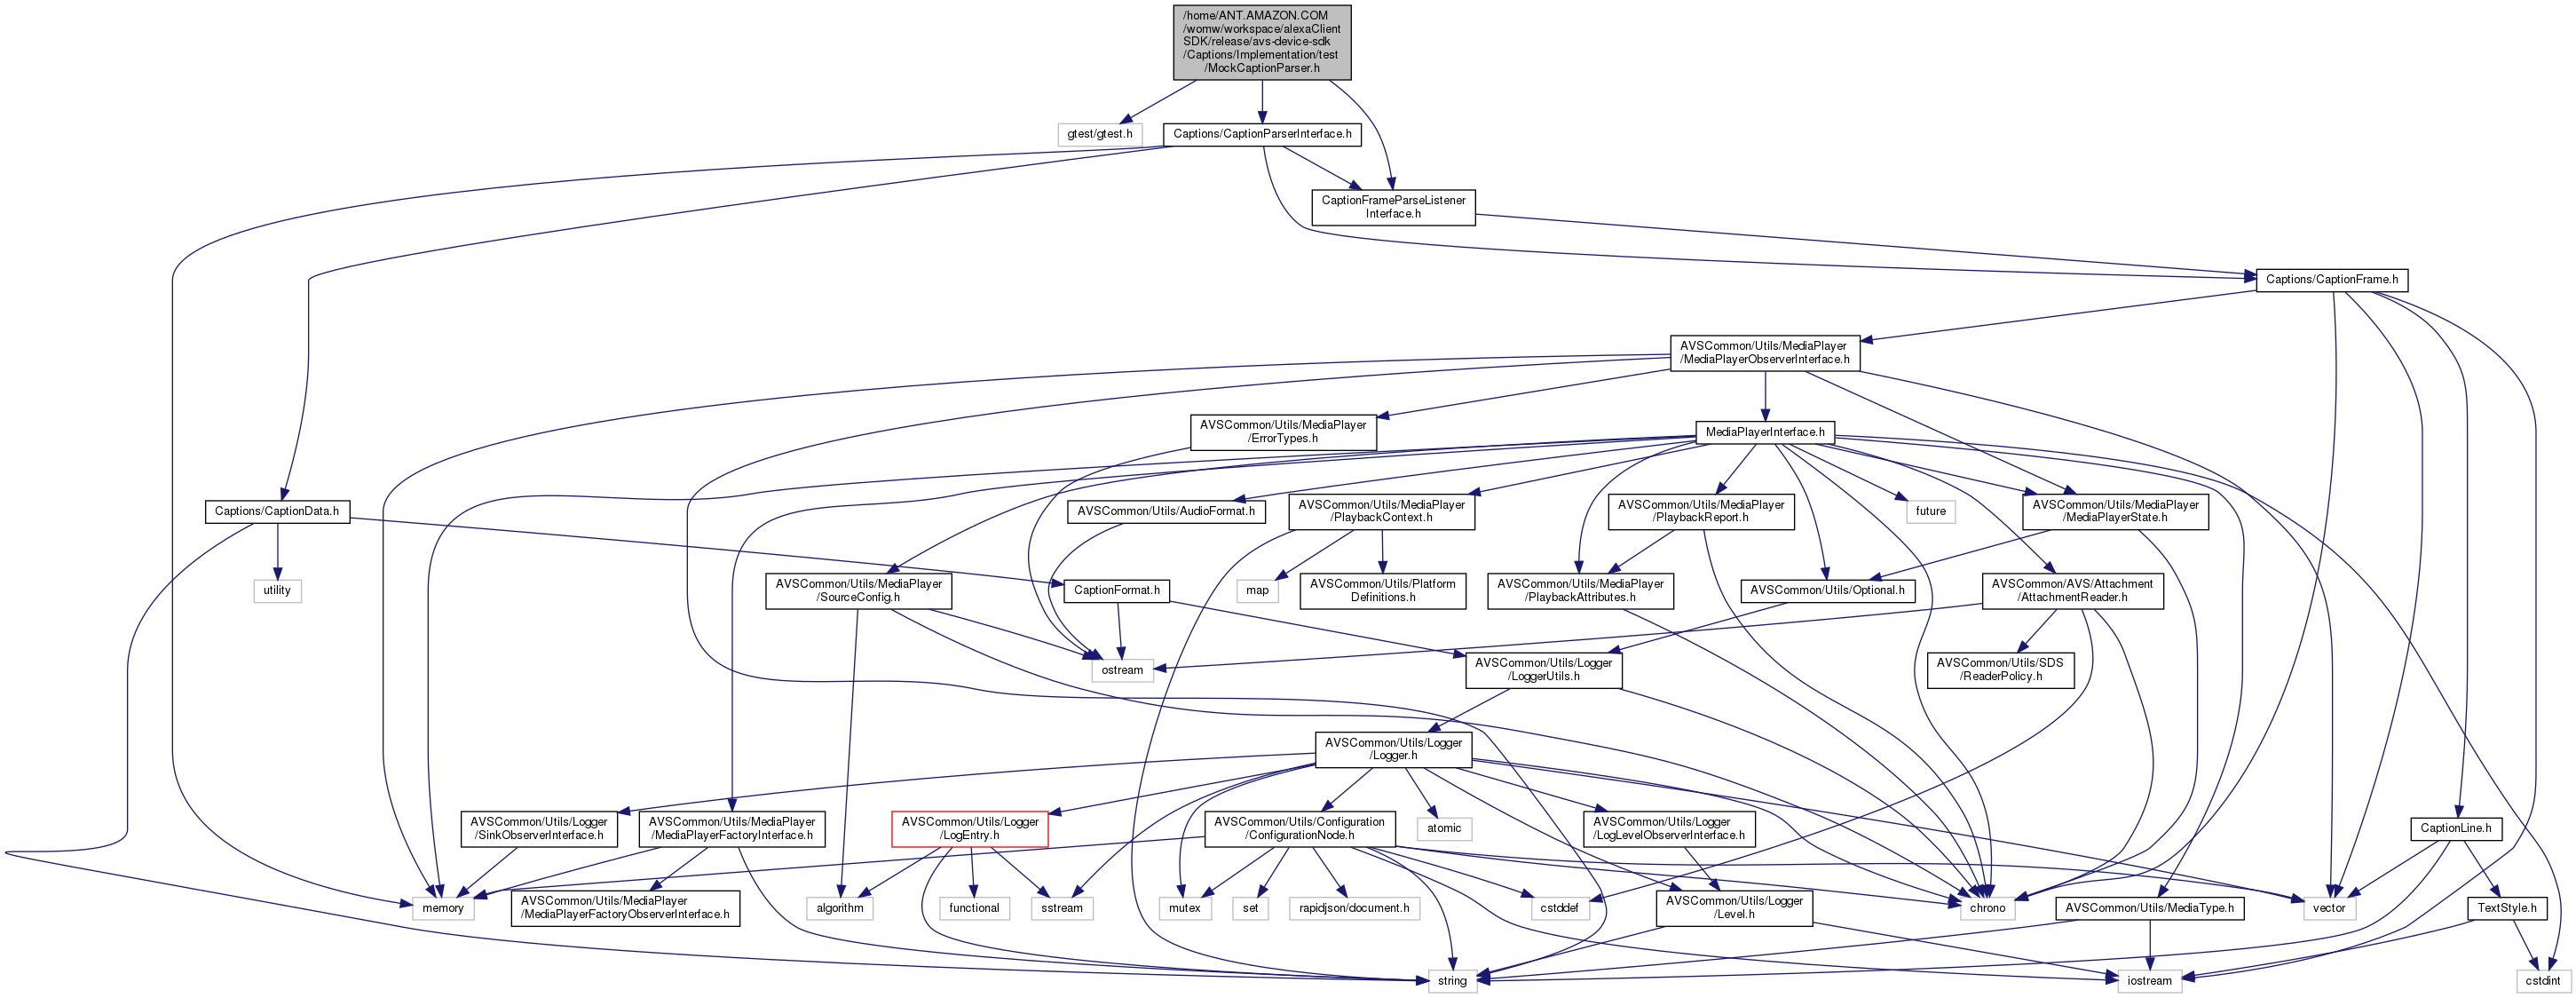 /home/ANT.AMAZON.COM
/womw/workspace/alexaClient
SDK/release/avs-device-sdk
/Captions/Implementation/test
/MockCaptionParser.h
gtest/gtest.h
Captions/CaptionParserInterface.h
CaptionFrameParseListener
Interface.h
Captions/CaptionFrame.h
AVSCommon/Utils/MediaPlayer
/MediaPlayerObserverInterface.h
AVSCommon/Utils/MediaPlayer
/ErrorTypes.h
MediaPlayerInterface.h
Captions/CaptionData.h
AVSCommon/Utils/AudioFormat.h
AVSCommon/Utils/MediaPlayer
/PlaybackContext.h
AVSCommon/Utils/MediaPlayer
/PlaybackReport.h
future
AVSCommon/Utils/MediaPlayer
/MediaPlayerState.h
utility
AVSCommon/Utils/MediaPlayer
/SourceConfig.h
CaptionFormat.h
map
AVSCommon/Utils/Platform
Definitions.h
AVSCommon/Utils/MediaPlayer
/PlaybackAttributes.h
AVSCommon/Utils/Optional.h
AVSCommon/AVS/Attachment
/AttachmentReader.h
ostream
AVSCommon/Utils/Logger
/LoggerUtils.h
AVSCommon/Utils/SDS
/ReaderPolicy.h
AVSCommon/Utils/Logger
/Logger.h
AVSCommon/Utils/Logger
/SinkObserverInterface.h
AVSCommon/Utils/MediaPlayer
/MediaPlayerFactoryInterface.h
AVSCommon/Utils/Logger
/LogEntry.h
AVSCommon/Utils/Configuration
/ConfigurationNode.h
atomic
AVSCommon/Utils/Logger
/LogLevelObserverInterface.h
CaptionLine.h
memory
AVSCommon/Utils/MediaPlayer
/MediaPlayerFactoryObserverInterface.h
algorithm
functional
sstream
mutex
set
rapidjson/document.h
cstddef
AVSCommon/Utils/Logger
/Level.h
chrono
AVSCommon/Utils/MediaType.h
vector
TextStyle.h
string
iostream
cstdint